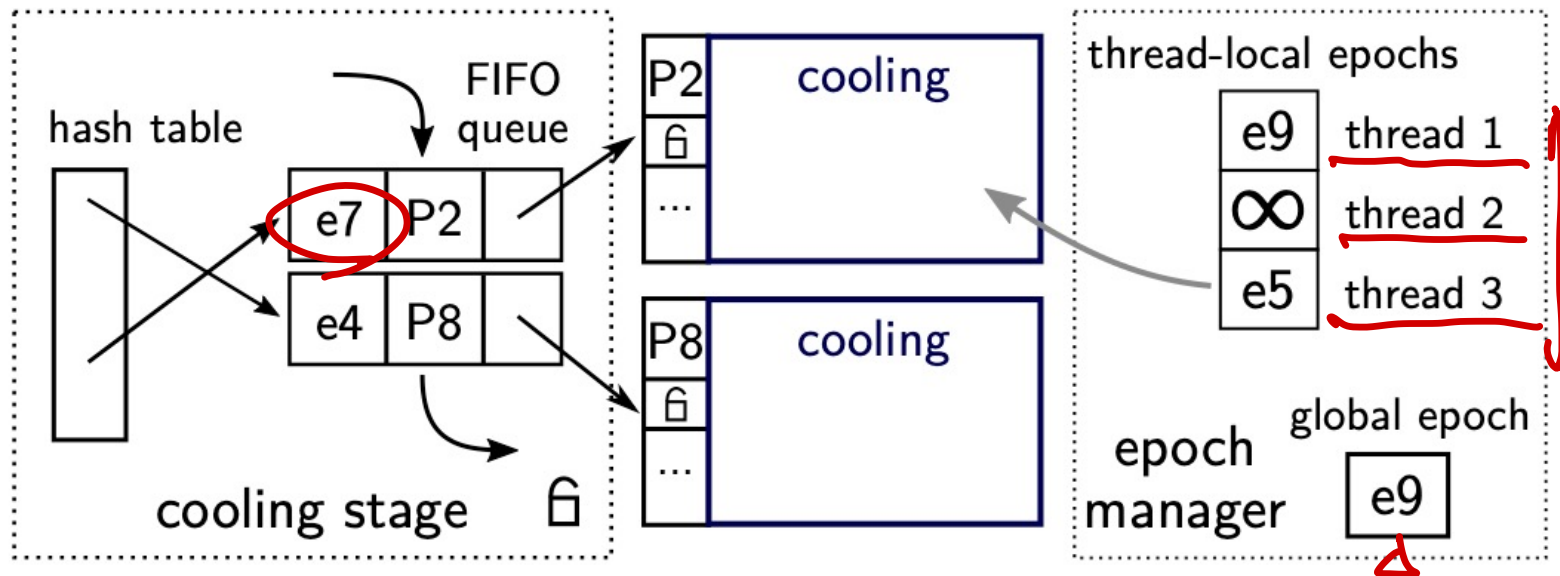 hash table
FIFO
queue
e7 P2
e4 P8
cooling stage
P2
...
cooling
P8
...
cooling
thread-local epochs
e9 thread 1
∞ thread 2
e5 thread 3
global epoch
e9
epoch
manager